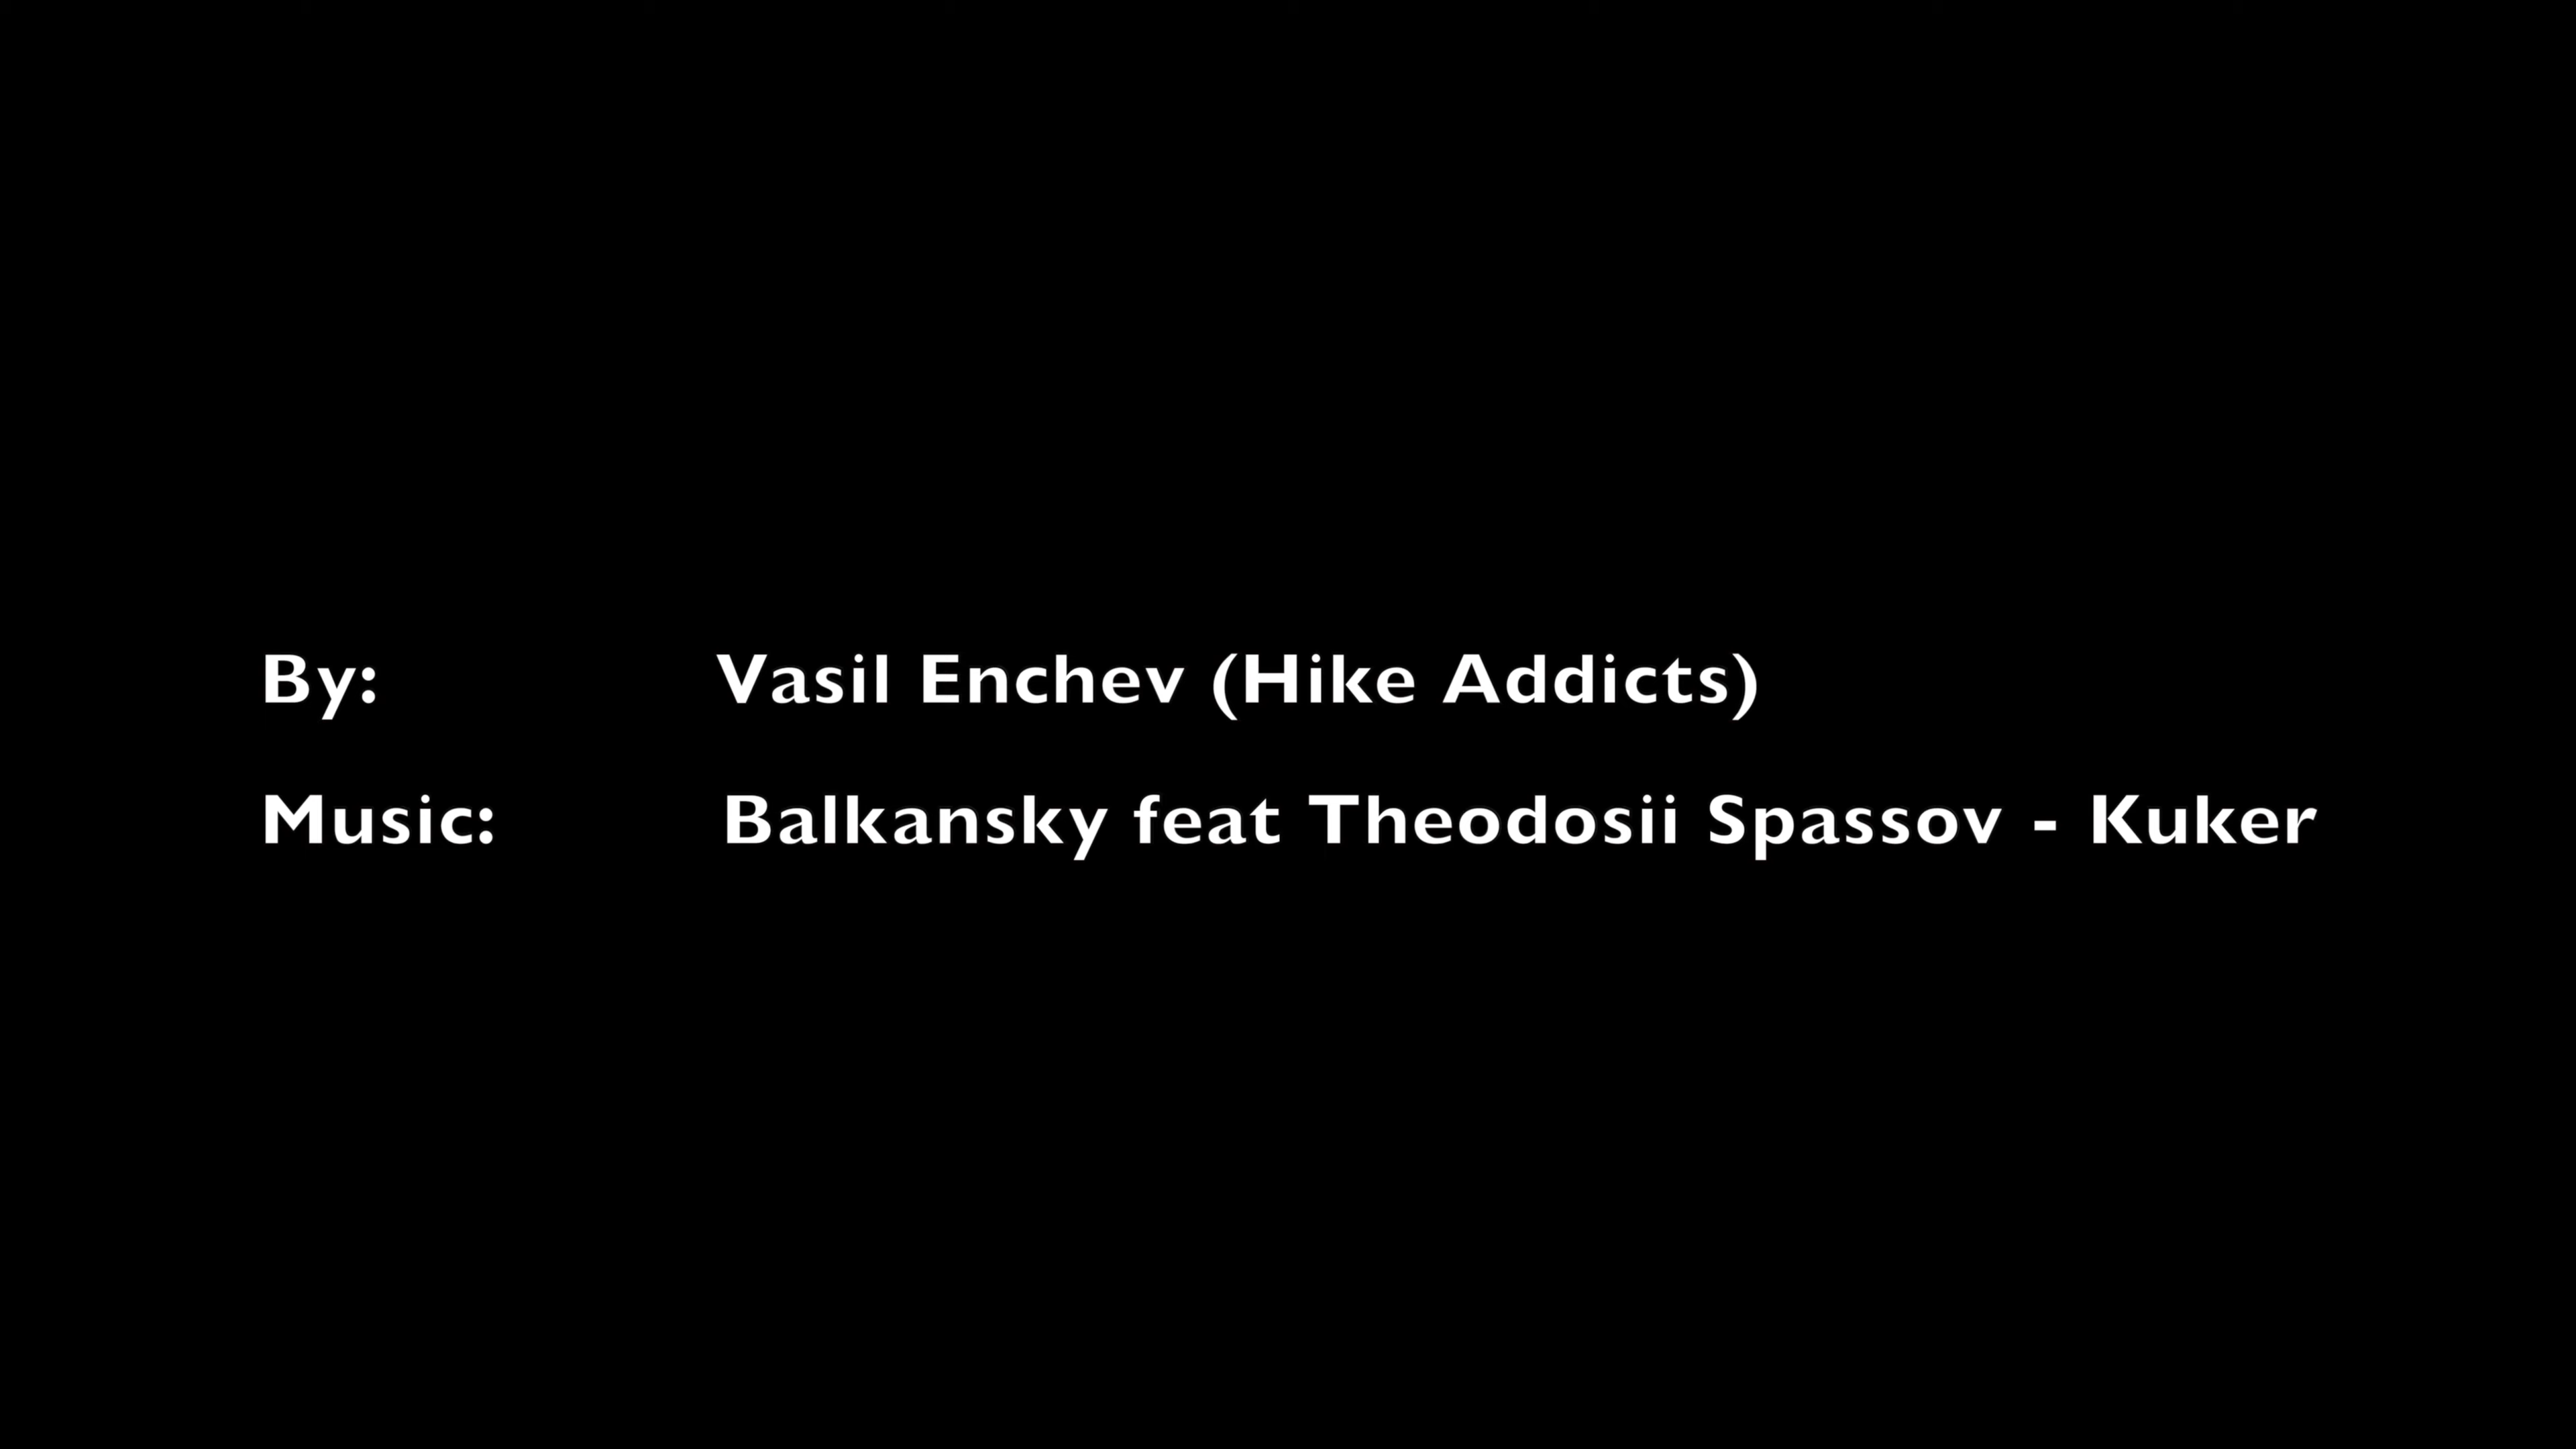 By: Vasil Enchev (Hike Addicts)
Music: Balkansky feat Theodosii Spassov - Kuker